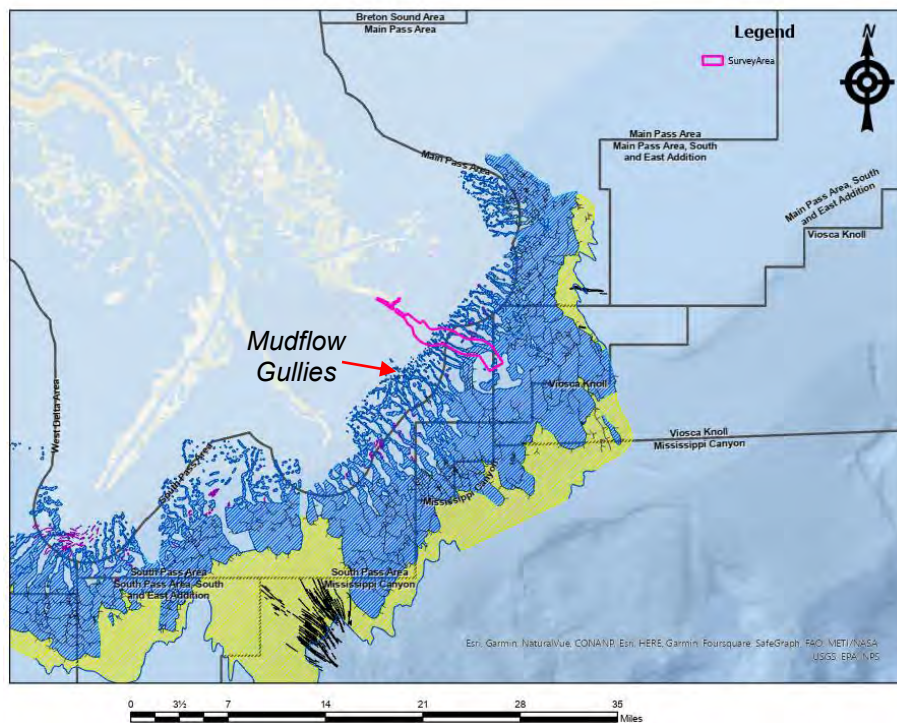 Breton Sound Area
Main Pass Area
Legend
SurveyArea
N
Main Pass Area
Main Pass Area, South
and East Addition
Main Pass Area
Main Pass Area, South
and East Addition
Viosca Knoll
Mudflow
Gullies
West Delta Area
Viosca Knoll
Viosca Knoll
Mississippi Canyon
South Pass Area
Mississippi Canyon
South Pass Area
South Pass Area, South
and East Addition
South Pass Area
Mississippi Canyon
Esri, Garmin, NaturalVue, CONANP, Esri, HERE, Garmin, Foursquare, SafeGraph, FAO, METI/NASA,
USGS, EPA, NPS
0 3½ 7 14 21 28 35
Miles